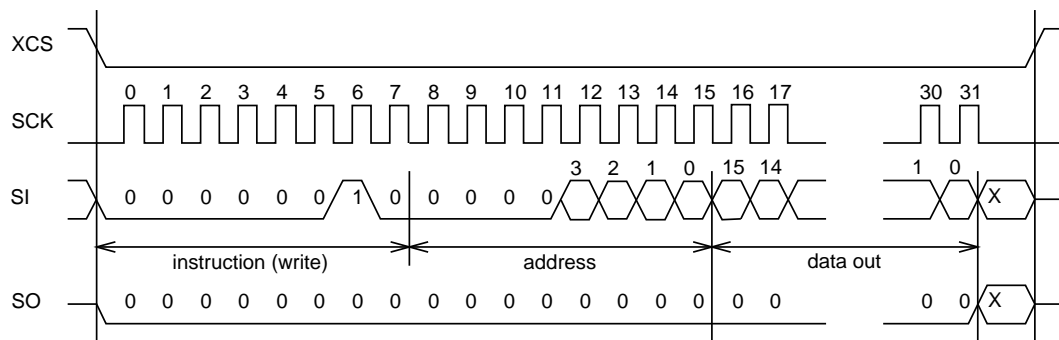 XCS
0 1 2 3 4 5 6 7 8 9 10 11 12 13 14 15 16 17 30 31
SCK
3 2 1 0 15 14 1 0
SI 0 0 0 0 0 0 1 0 0 0 0 0 X
instruction (write) address data out
SO 0 0 0 0 0 0 0 0 0 0 0 0 0 0 0 0 0 0 0 0 X